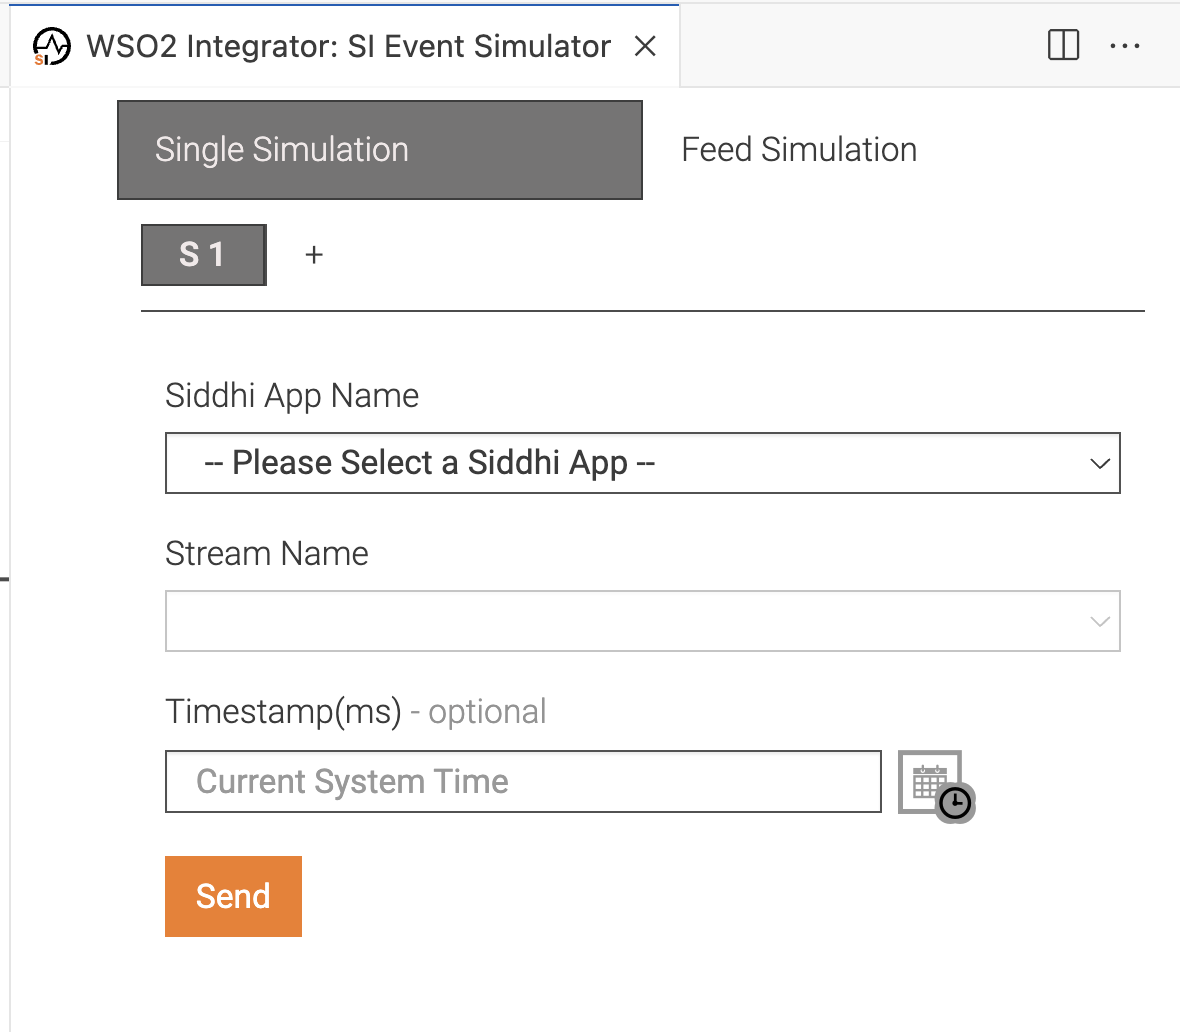 SI
WSO2 Integrator: SI Event Simulator
Single Simulation
Feed Simulation
S 1 +
Siddhi App Name
-- Please Select a Siddhi App --
Stream Name
Timestamp(ms) - optional
Current System Time
Send